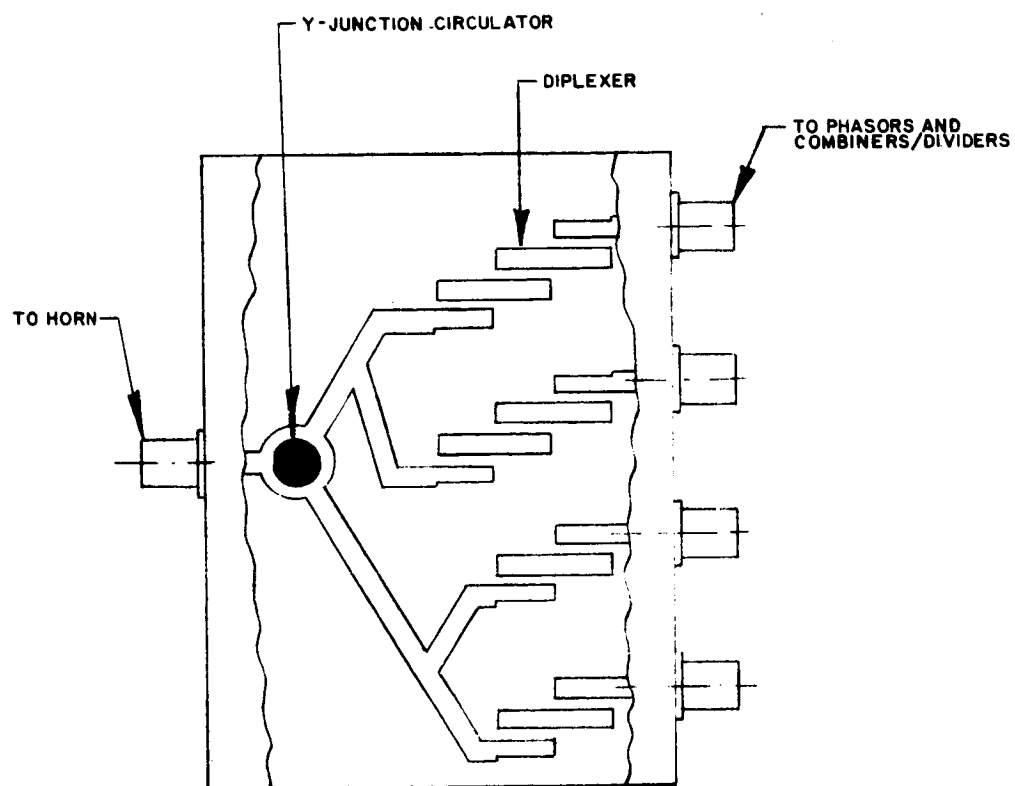 Y-JUNCTION CIRCULATOR
DIPLEXER
TO PHASORS AND
COMBINERS/DIVIDERS
TO HORN